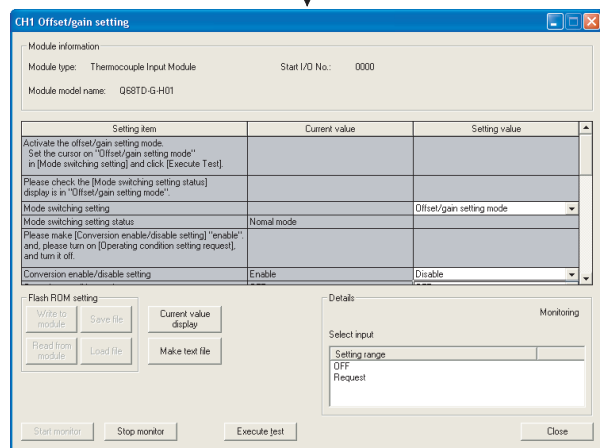 CH1 Offset/gain setting
Module information
Module type: Thermocouple Input Module Start I/O No.: 0000
Module model name: Q68TD-G-H01
Setting item Current value Setting value
Activate the offset/gain setting mode.
Set the cursor on "Offset/gain setting mode"
in [Mode switching setting] and click [Execute Test].
Please check the [Mode switching setting status]
display is in "Offset/gain setting mode".
Mode switching setting Offset/gain setting mode
Mode switching setting status Nomal mode
Please make [Conversion enable/disable setting] "enable".
and, please turn on [Operating condition setting request],
and turn it off.
Conversion enable/disable setting Enable Disable
Flash ROM setting
Write to
module
Save file
Current value
display
Read from
module
Load file
Make text file
Details
Monitoring
Select input
Setting range
OFF
Request
Start monitor Stop monitor Execute test Close